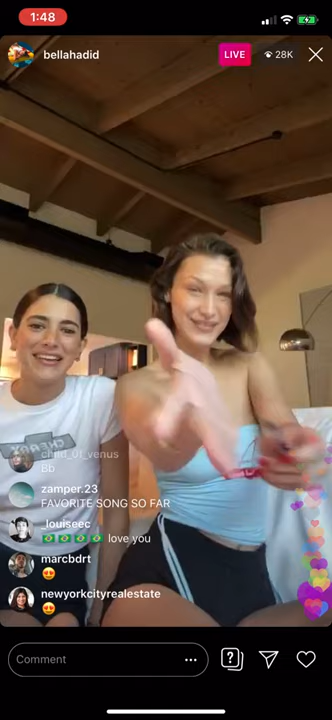 1:48
bellahadid
LIVE
28K
CHEEKY
child_of_venus
Bb
zamper.23
FAVORITE SONG SO FAR
_louiseec
🇧🇷🇧🇷🇧🇷🇧🇷 love you
marcbdrt
😍
newyorkcityrealestate
😍
Comment